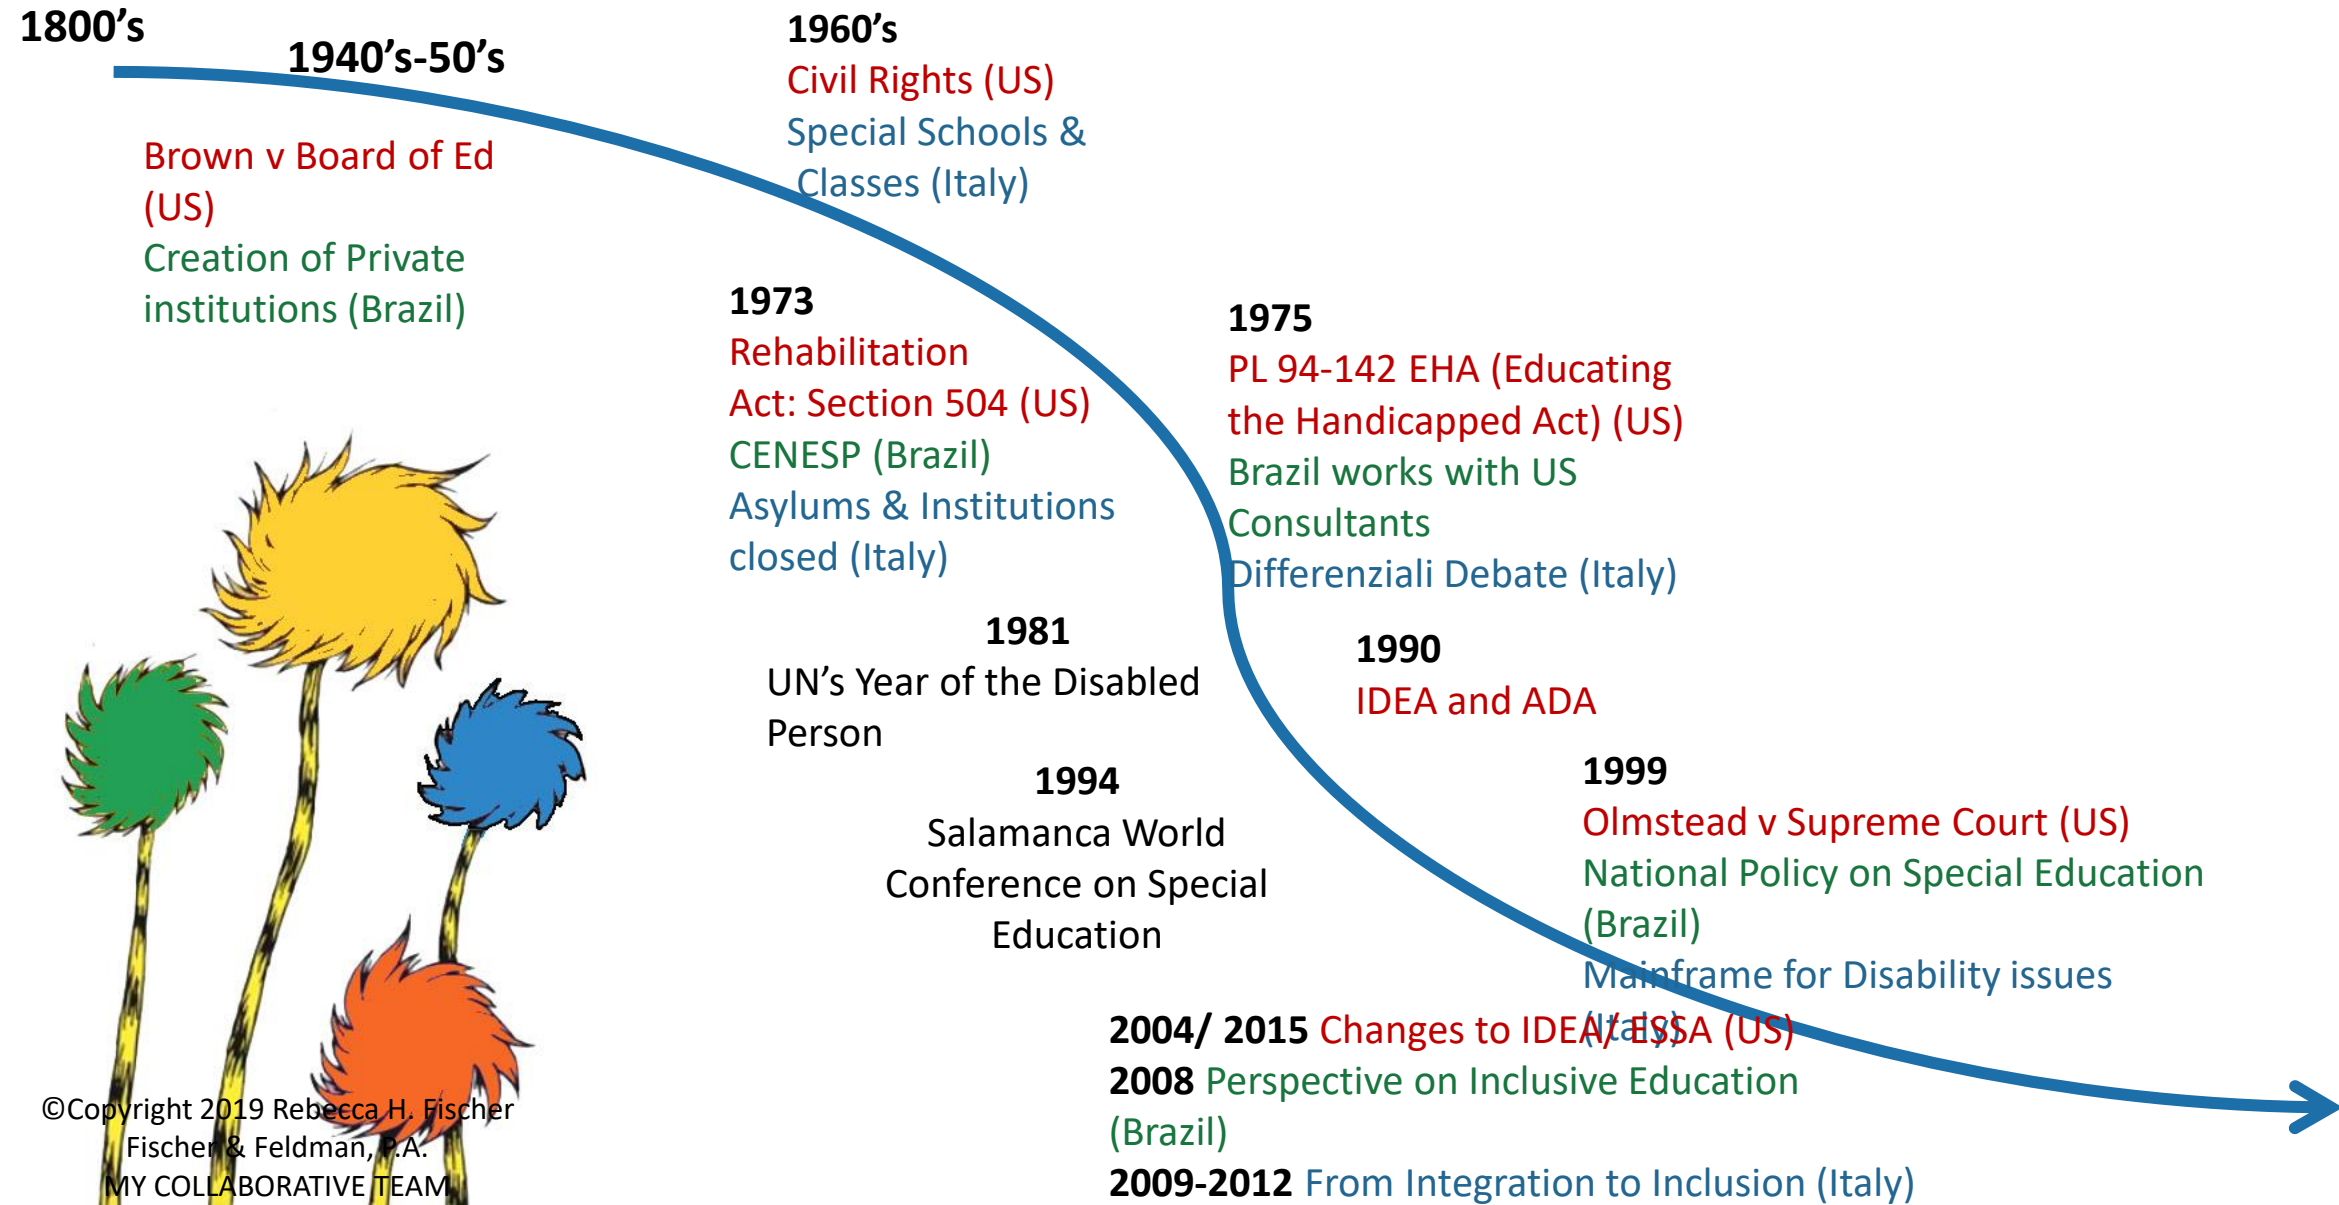 1800’s
1940’s-50’s
Brown v Board of Ed
(US)
Creation of Private
institutions (Brazil)
1960’s
Civil Rights (US)
Special Schools &
Classes (Italy)
1973
Rehabilitation
Act: Section 504 (US)
CENESP (Brazil)
Asylums & Institutions
closed (Italy)
1975
PL 94-142 EHA (Educating
the Handicapped Act) (US)
Brazil works with US
Consultants
Differenziali Debate (Italy)
1981
UN’s Year of the Disabled
Person
1990
IDEA and ADA
1994
Salamanca World
Conference on Special
Education
1999
Olmstead v Supreme Court (US)
National Policy on Special Education
(Brazil)
Mainframe for Disability issues
(Italy)
2004/ 2015 Changes to IDEA/ ESSA (US)
2008 Perspective on Inclusive Education
(Brazil)
2009-2012 From Integration to Inclusion (Italy)
©Copyright 2019 Rebecca H. Fischer
Fischer & Feldman, P.A.
MY COLLABORATIVE TEAM